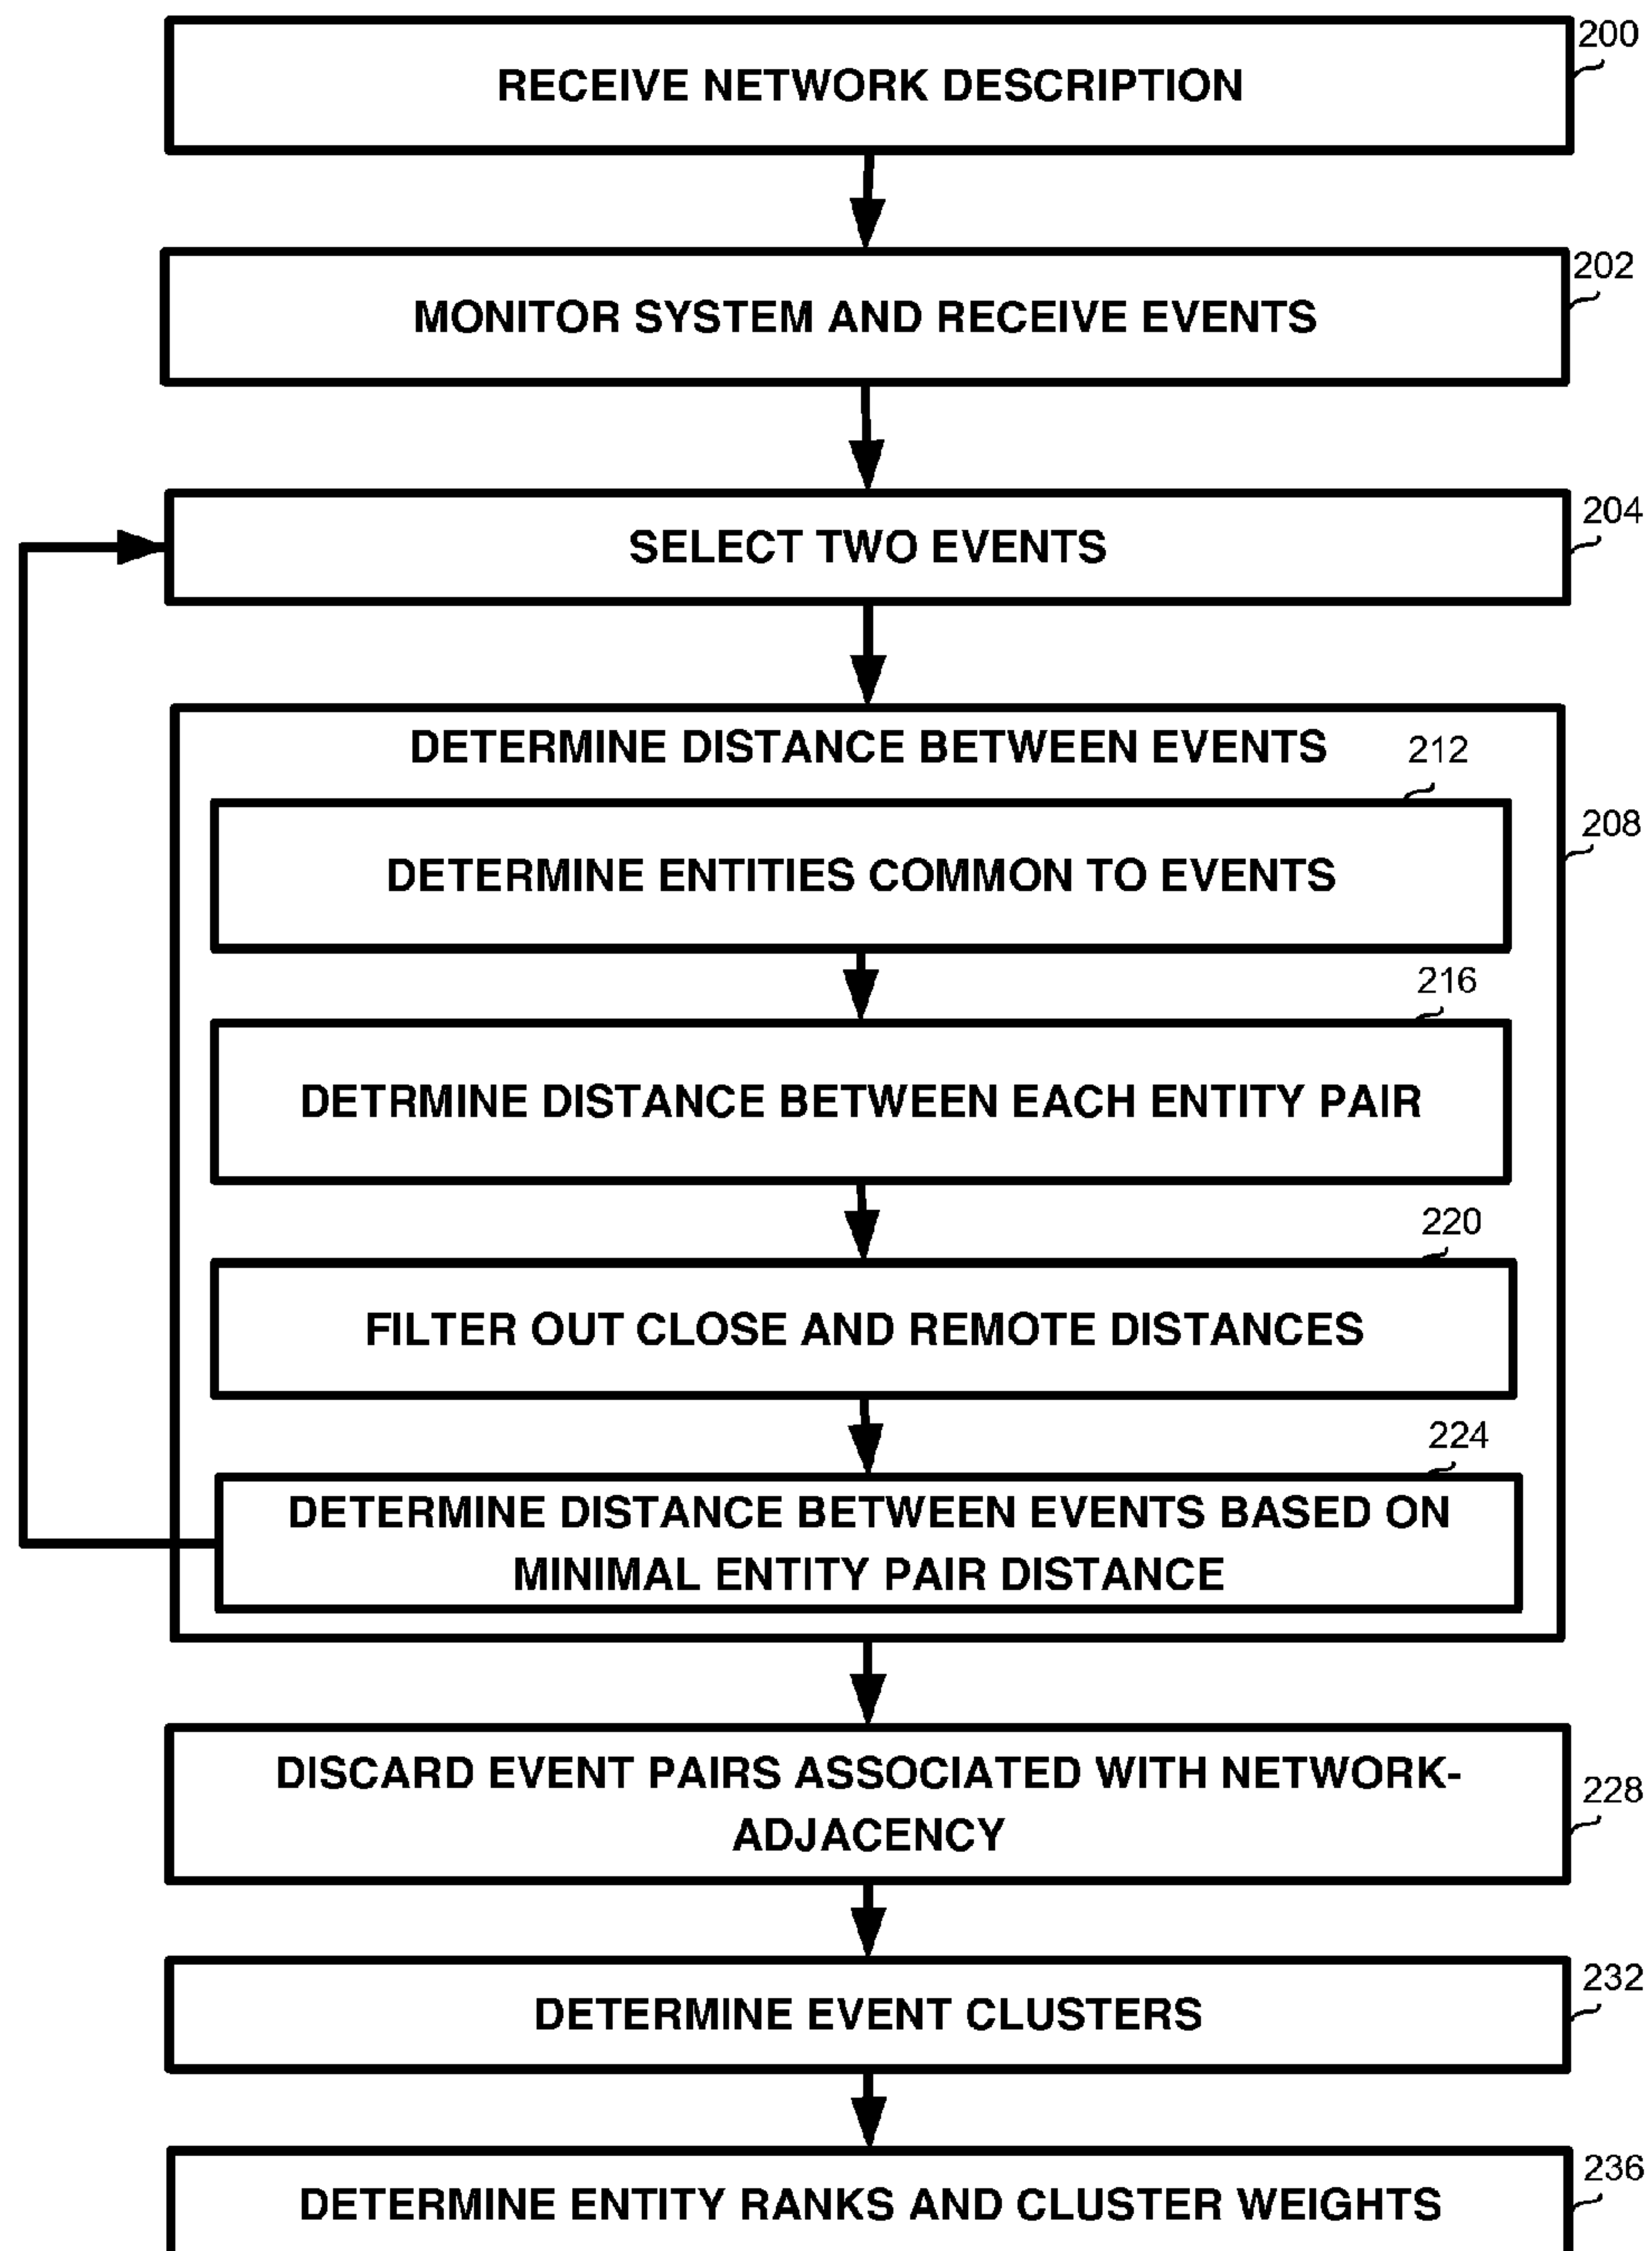 200
RECEIVE NETWORK DESCRIPTION
202
MONITOR SYSTEM AND RECEIVE EVENTS
204
SELECT TWO EVENTS
DETERMINE DISTANCE BETWEEN EVENTS
212
208
DETERMINE ENTITIES COMMON TO EVENTS
216
DETRMINE DISTANCE BETWEEN EACH ENTITY PAIR
220
FILTER OUT CLOSE AND REMOTE DISTANCES
224
DETERMINE DISTANCE BETWEEN EVENTS BASED ON
MINIMAL ENTITY PAIR DISTANCE
DISCARD EVENT PAIRS ASSOCIATED WITH NETWORK-
ADJACENCY
228
232
DETERMINE EVENT CLUSTERS
236
DETERMINE ENTITY RANKS AND CLUSTER WEIGHTS